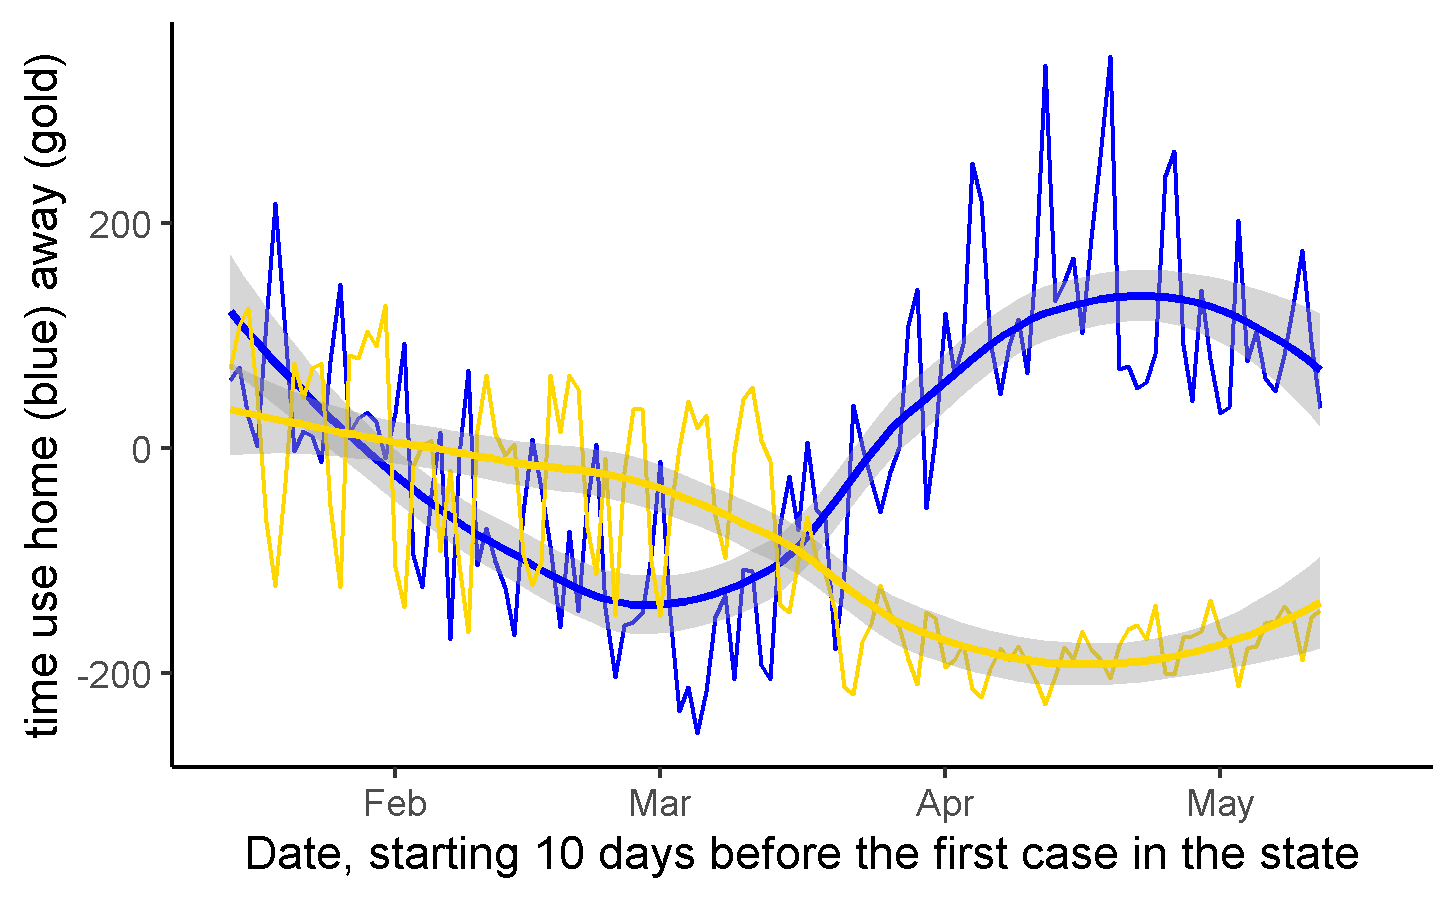 time use home (blue) away (gold)
200
0
-200
Feb Mar Apr May
Date, starting 10 days before the first case in the state